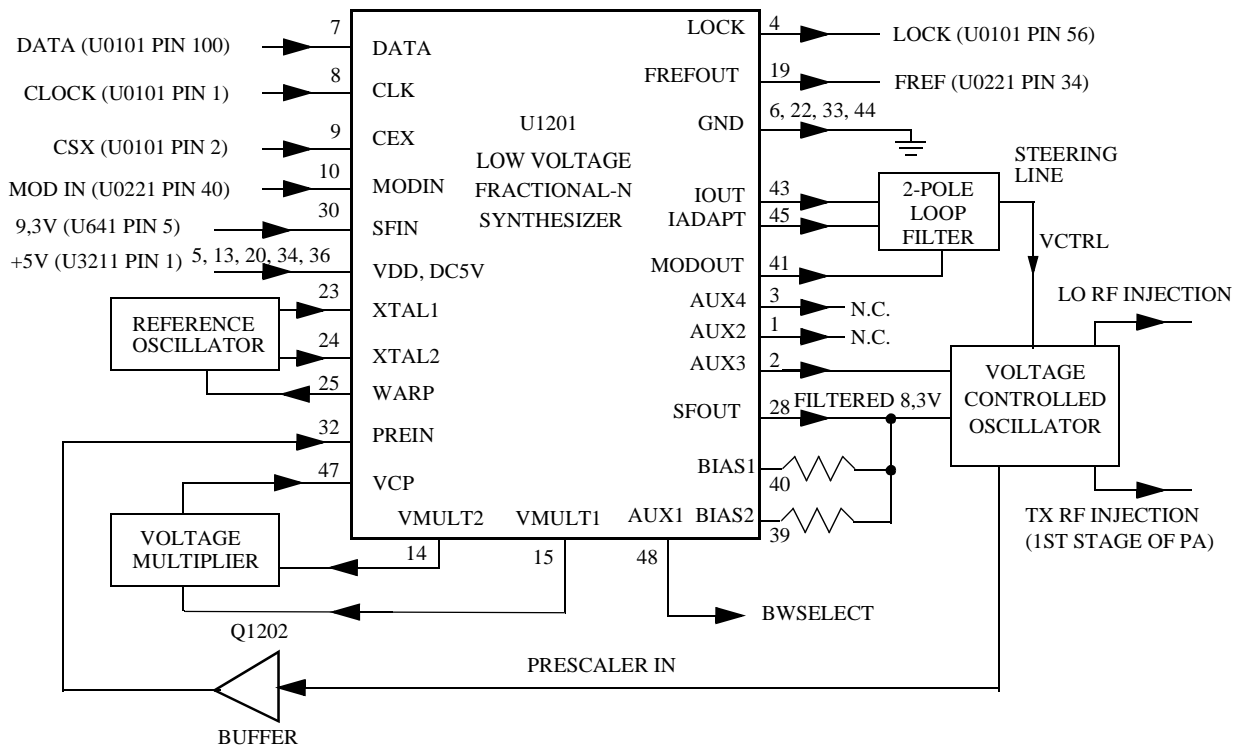 7
DATA (U0101 PIN 100)
DATA
8
CLOCK (U0101 PIN 1)
CLK
9
CSX (U0101 PIN 2)
CEX
10
MOD IN (U0221 PIN 40)
MODIN
30
9,3V (U641 PIN 5)
SFIN
+5V (U3211 PIN 1)
5, 13, 20, 34, 36
VDD, DC5V
23
XTAL1
REFERENCE
OSCILLATOR
24
XTAL2
25
WARP
32
PREIN
47
VCP
VOLTAGE
MULTIPLIER
VMULT2
14
VMULT1
15
AUX1
48
BWSELECT
U1201
LOW VOLTAGE
FRACTIONAL-N
SYNTHESIZER
LOCK
4
LOCK (U0101 PIN 56)
FREFOUT
19
FREF (U0221 PIN 34)
GND
6, 22, 33, 44
IOUT
43
IADAPT
45
2-POLE
LOOP
FILTER
STEERING
LINE
VCTRL
MODOUT
41
AUX4
3
N.C.
AUX2
1
N.C.
AUX3
2
SFOUT
28
FILTERED 8,3V
BIAS1
40
BIAS2
39
LO RF INJECTION
VOLTAGE
CONTROLLED
OSCILLATOR
TX RF INJECTION
(1ST STAGE OF PA)
Q1202
PRESCALER IN
BUFFER